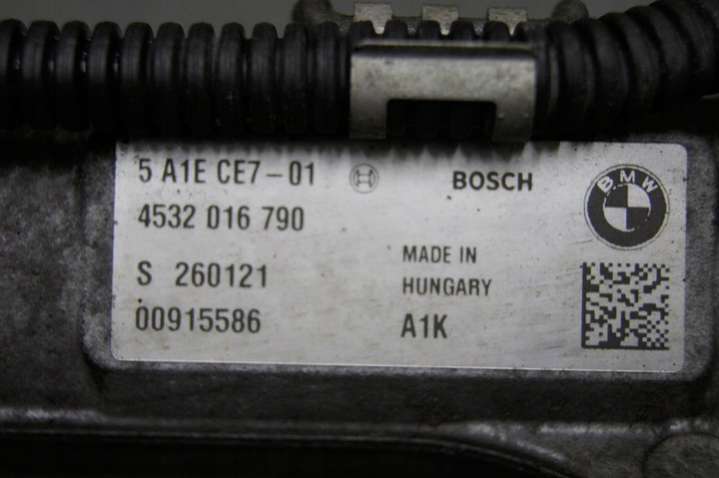 5 A1E CE7-01
BOSCH
BMW
4532 016 790
MADE IN
HUNGARY
S 260121
00915586
A1K